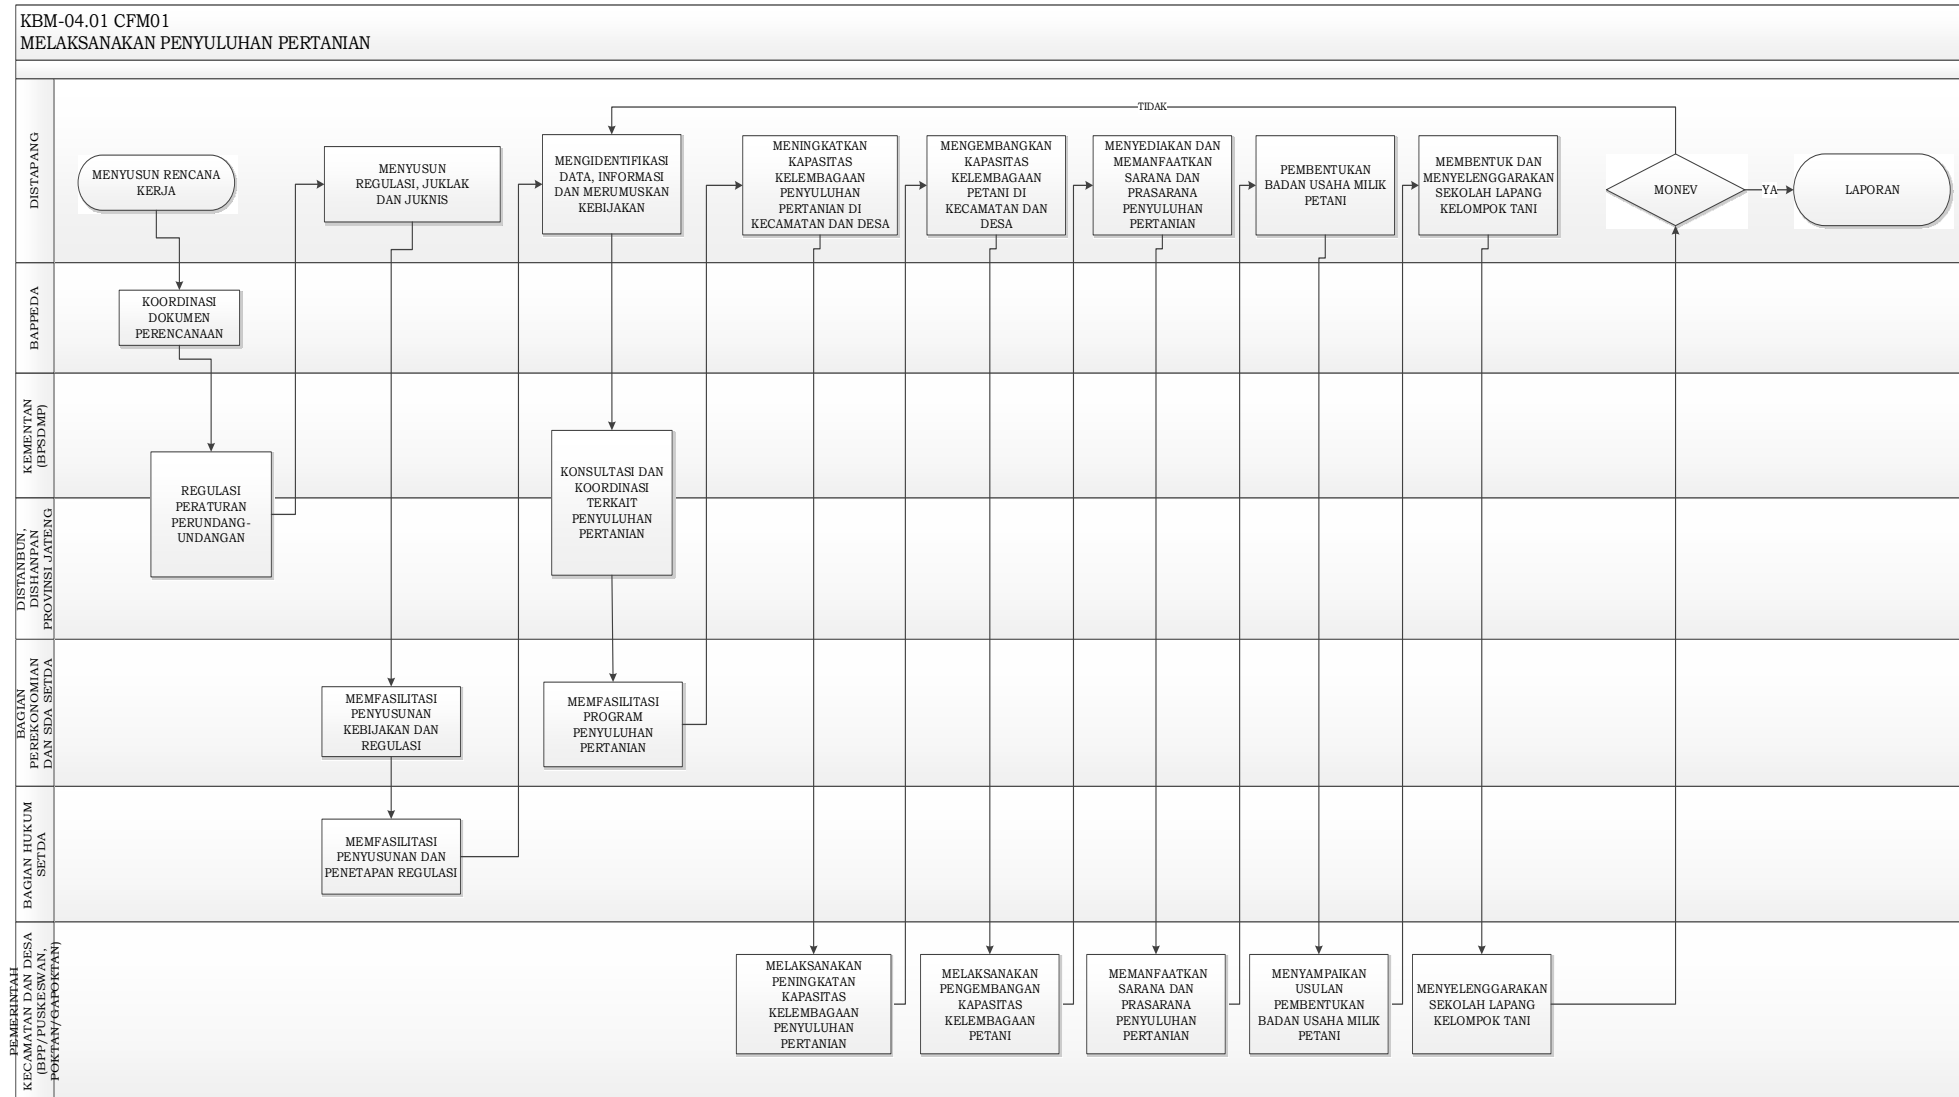 KBM-04.01 CFM01
MELAKSANAKAN PENYULUHAN PERTANIAN
DISTAPANG
MENYUSUN RENCANA
KERJA
MENYUSUN
REGULASI, JUKLAK
DAN JUKNIS
MENGIDENTIFIKASI
DATA, INFORMASI
DAN MERUMUSKAN
KEBIJAKAN
MENINGKATKAN
KAPASITAS
KELEMBAGAAN
PENYULUHAN
PERTANIAN DI
KECAMATAN DAN DESA
MENGEMBANGKAN
KAPASITAS
KELEMBAGAAN
PETANI DI
KECAMATAN DAN
DESA
MENYEDIAKAN DAN
MEMANFAATKAN
SARANA DAN
PRASARANA
PENYULUHAN
PERTANIAN
PEMBENTUKAN
BADAN USAHA MILIK
PETANI
MEMBENTUK DAN
MENYELENGGARAKAN
SEKOLAH LAPANG
KELOMPOK TANI
TIDAK
MONEV
YA
LAPORAN
BAPPEDA
KOORDINASI
DOKUMEN
PERENCANAAN
KEMENTAN
(BPSDMP)
REGULASI
PERATURAN
PERUNDANG-
UNDANGAN
KONSULTASI DAN
KOORDINASI
TERKAIT
PENYULUHAN
PERTANIAN
DISTANBUN,
DISHANPAN
PROVINSI JATENG
BAGIAN
PEREKONOMIAN
DAN SDA SETDA
MEMFASILITASI
PENYUSUNAN
KEBIJAKAN DAN
REGULASI
MEMFASILITASI
PROGRAM
PENYULUHAN
PERTANIAN
BAGIAN HUKUM
SETDA
MEMFASILITASI
PENYUSUNAN DAN
PENETAPAN REGULASI
PEMERINTAH
KECAMATAN DAN DESA
(BPP/PUSKESWAN,
POKTAN/GAPOKTAN)
MELAKSANAKAN
PENINGKATAN
KAPASITAS
KELEMBAGAAN
PENYULUHAN
PERTANIAN
MELAKSANAKAN
PENGEMBANGAN
KAPASITAS
KELEMBAGAAN
PETANI
MEMANFAATKAN
SARANA DAN
PRASARANA
PENYULUHAN
PERTANIAN
MENYAMPAIKAN
USULAN
PEMBENTUKAN
BADAN USAHA MILIK
PETANI
MENYELENGGARAKAN
SEKOLAH LAPANG
KELOMPOK TANI